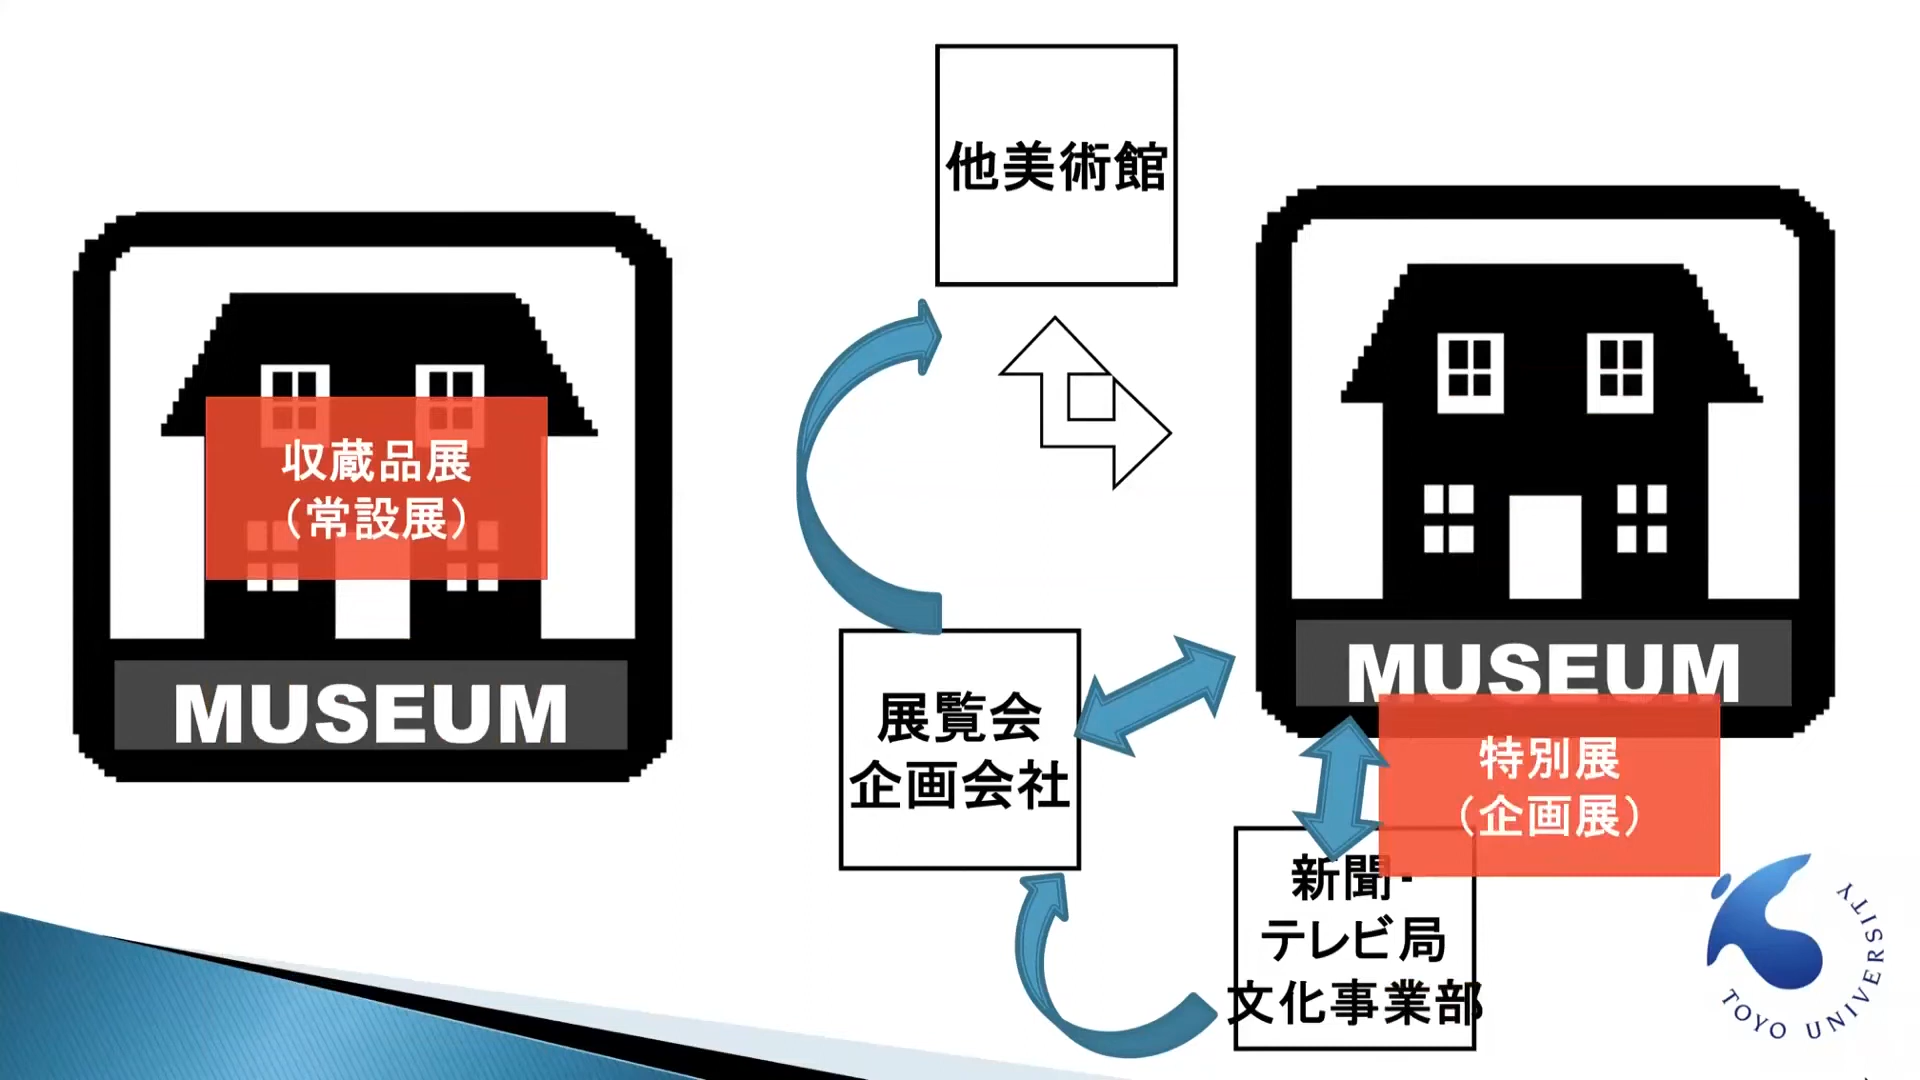 収蔵品展
（常設展）
MUSEUM
他美術館
展覧会
企画会社
MUSEUM
特別展
（企画展）
新聞・
テレビ局
文化事業部
TOYO UNIVERSITY